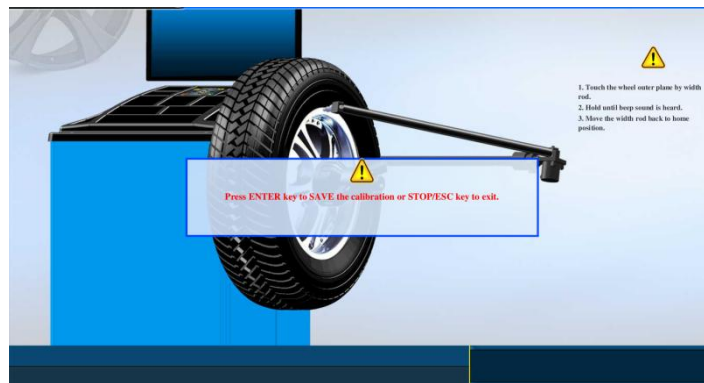 1. Touch the wheel outer plane by width
rod.
2. Hold until beep sound is heard.
3. Move the width rod back to home
position.
Press ENTER key to SAVE the calibration or STOP/ESC key to exit.